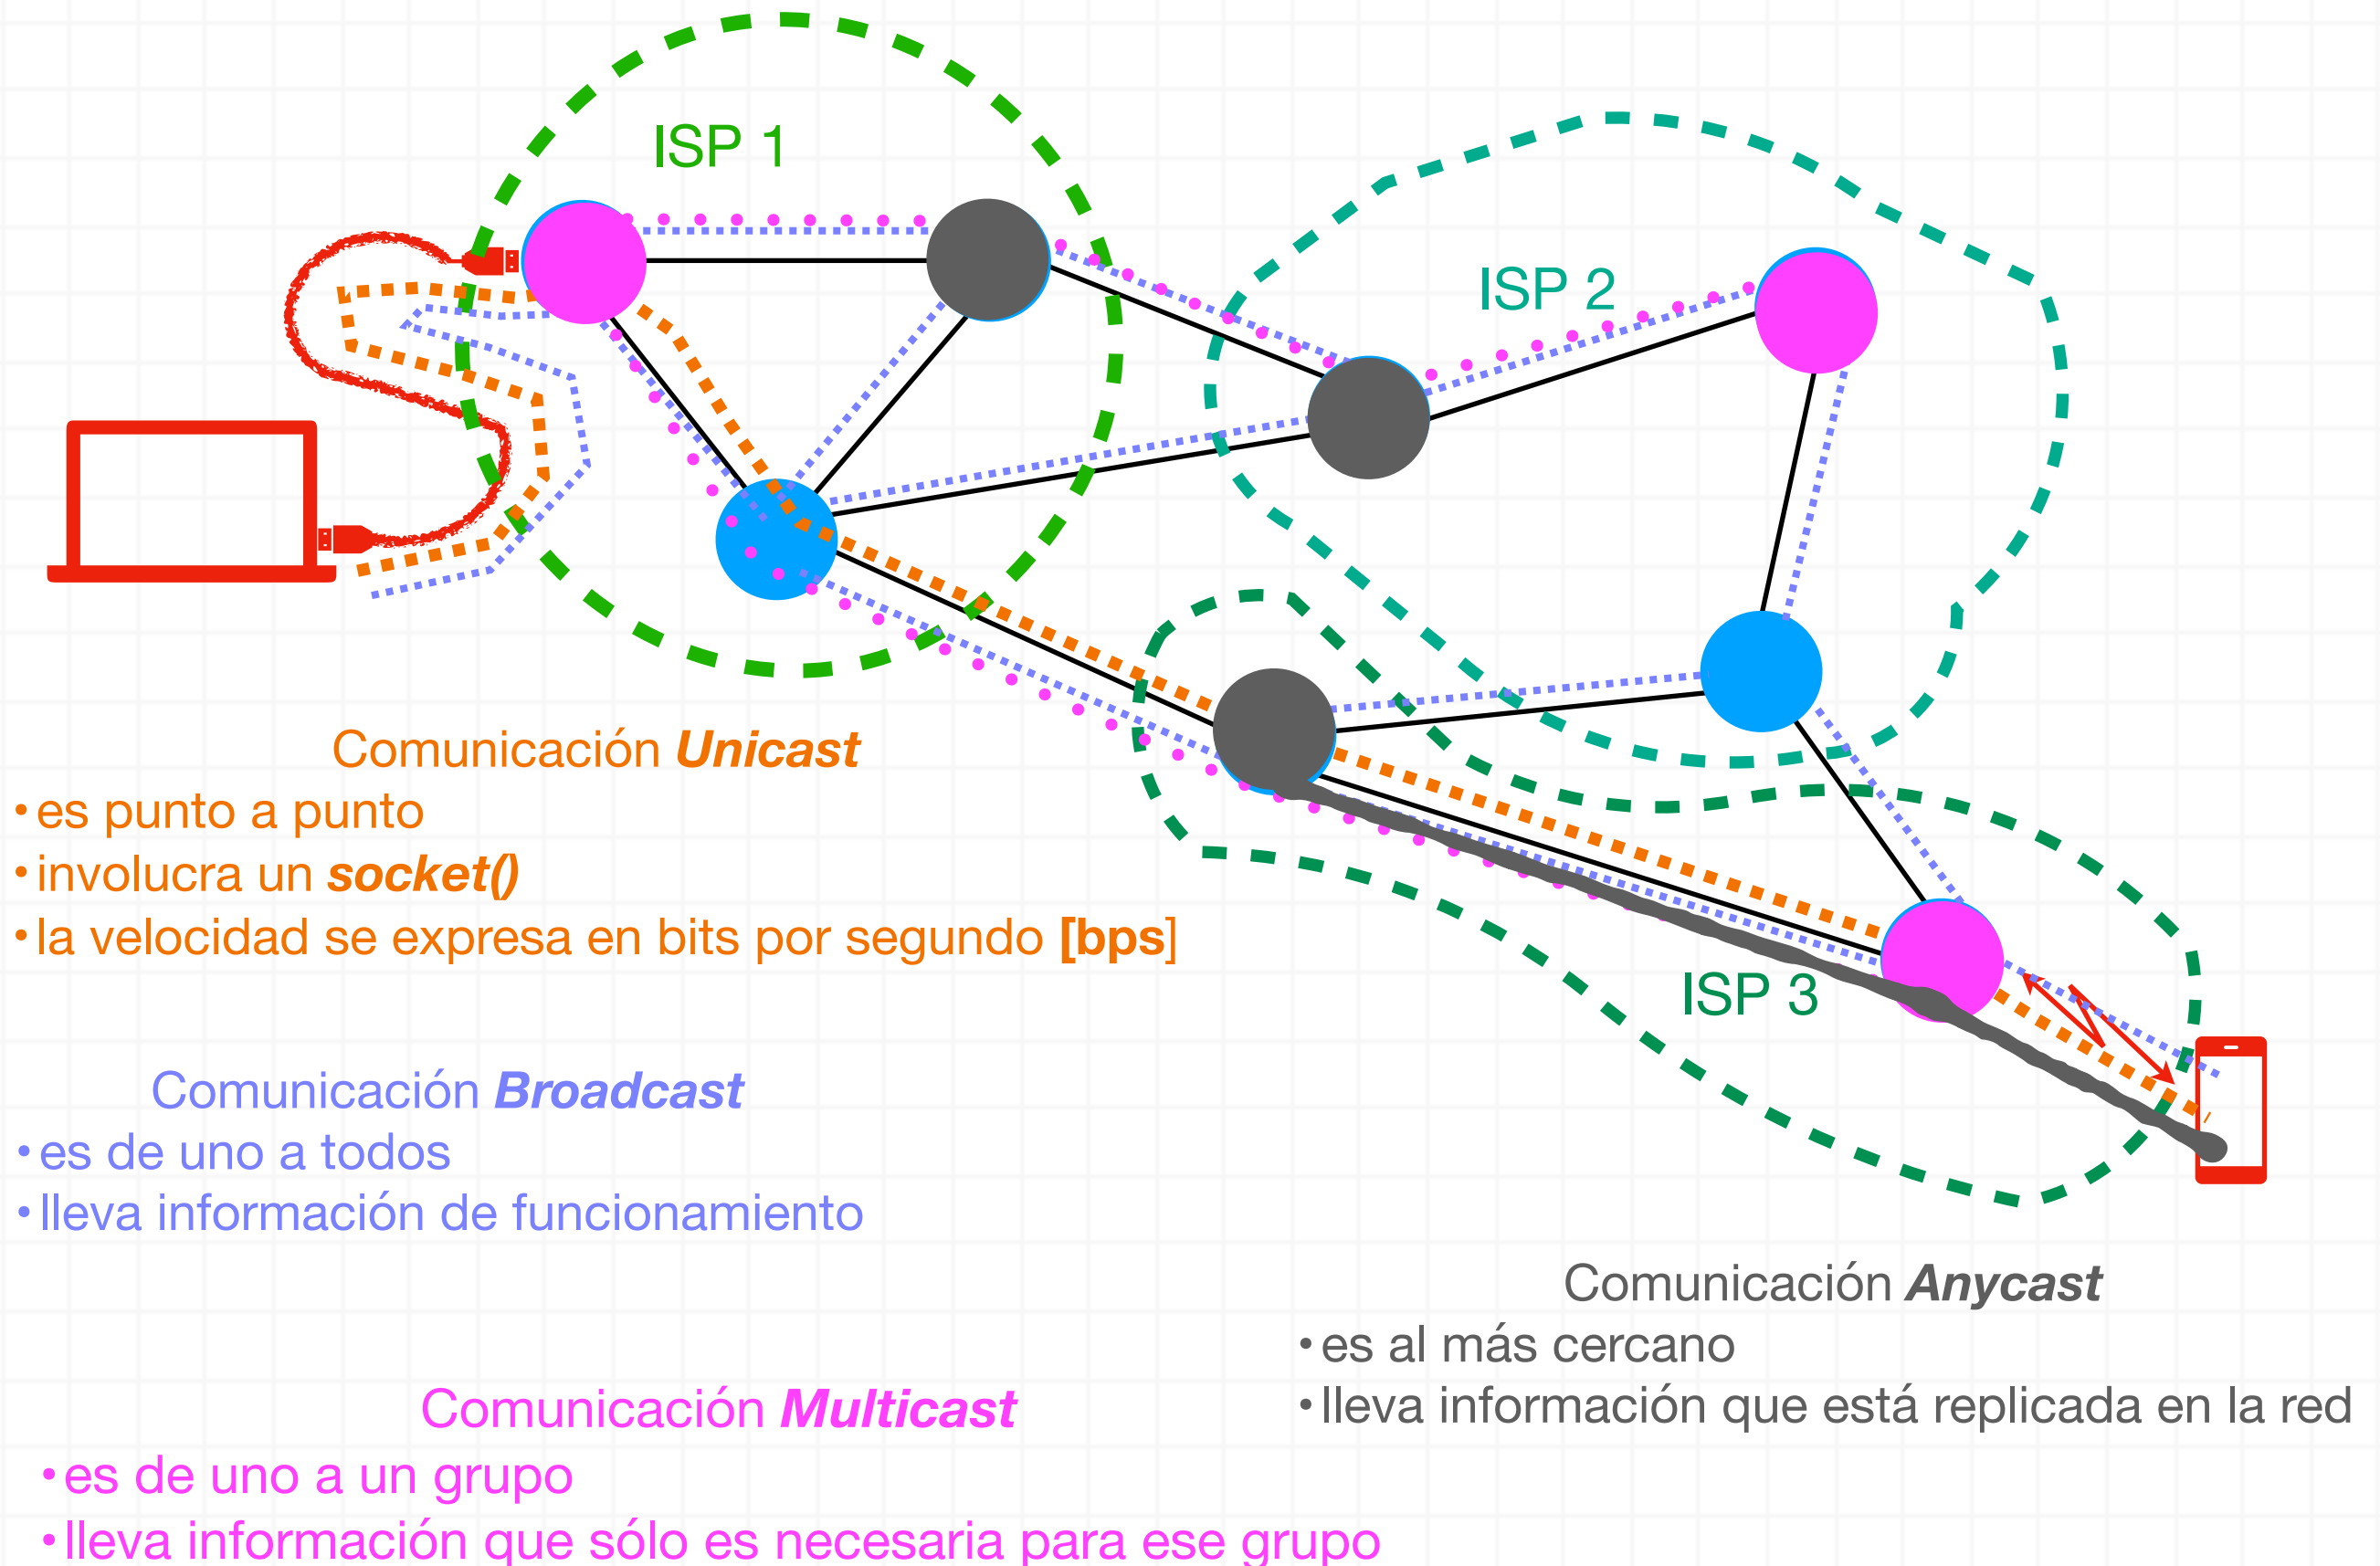 ISP 1
ISP 2
Comunicación Unicast
• es punto a punto
• involucra un socket()
• la velocidad se expresa en bits por segundo [bps]
ISP 3
Comunicación Broadcast
• es de uno a todos
• lleva información de funcionamiento
Comunicación Anycast
• es al más cercano
• lleva información que está replicada en la red
Comunicación Multicast
• es de uno a un grupo
• lleva información que sólo es necesaria para ese grupo